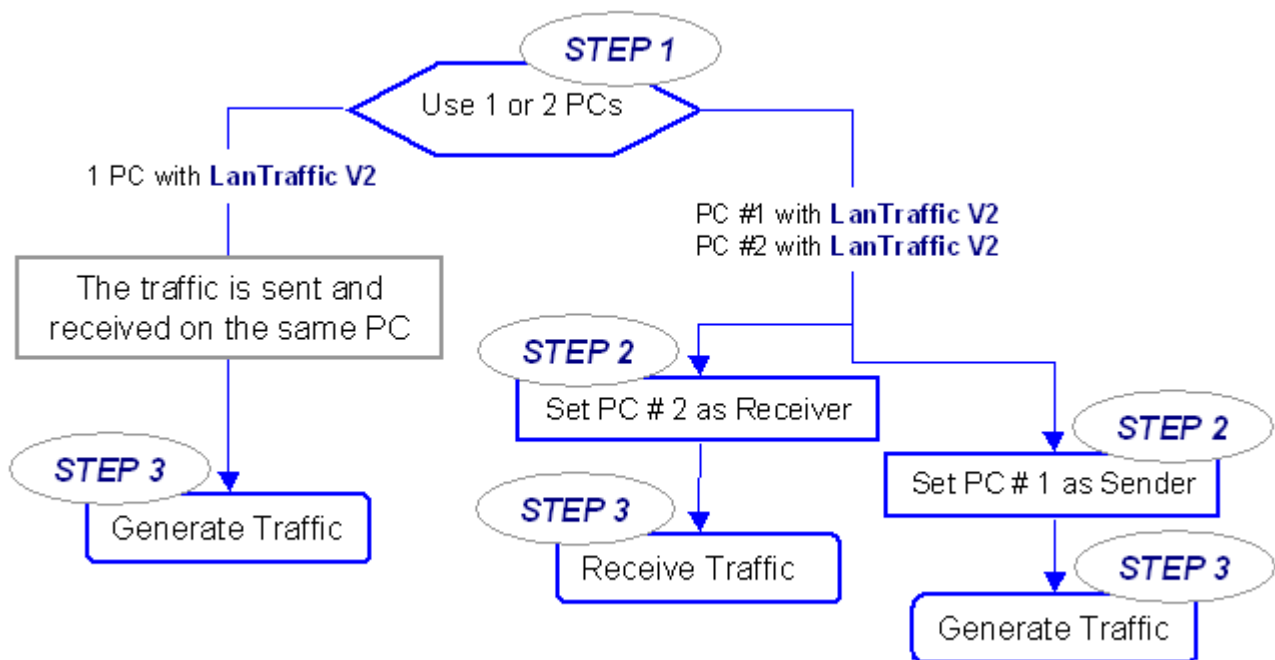 STEP 1
Use 1 or 2 PCs
1 PC with LanTraffic V2
PC #1 with LanTraffic V2
PC #2 with LanTraffic V2
The traffic is sent and
received on the same PC
STEP 2
Set PC # 2 as Receiver
STEP 2
Set PC # 1 as Sender
STEP 3
Generate Traffic
STEP 3
Receive Traffic
STEP 3
Generate Traffic